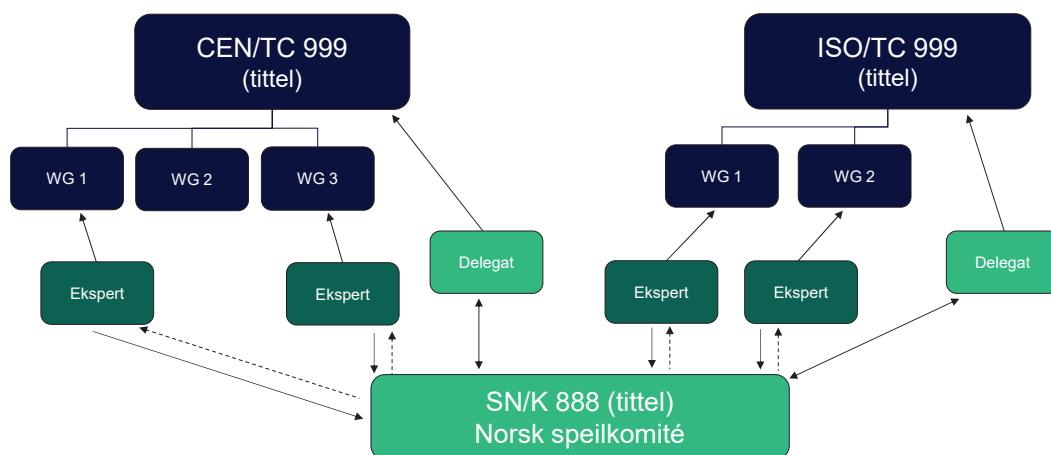 CEN/TC 999
(tittel)
ISO/TC 999
(tittel)
WG 1
WG 2
WG 3
WG 1
WG 2
Delegat
Delegat
Ekspert
Ekspert
Ekspert
Ekspert
SN/K 888 (tittel)
Norsk speilkomité